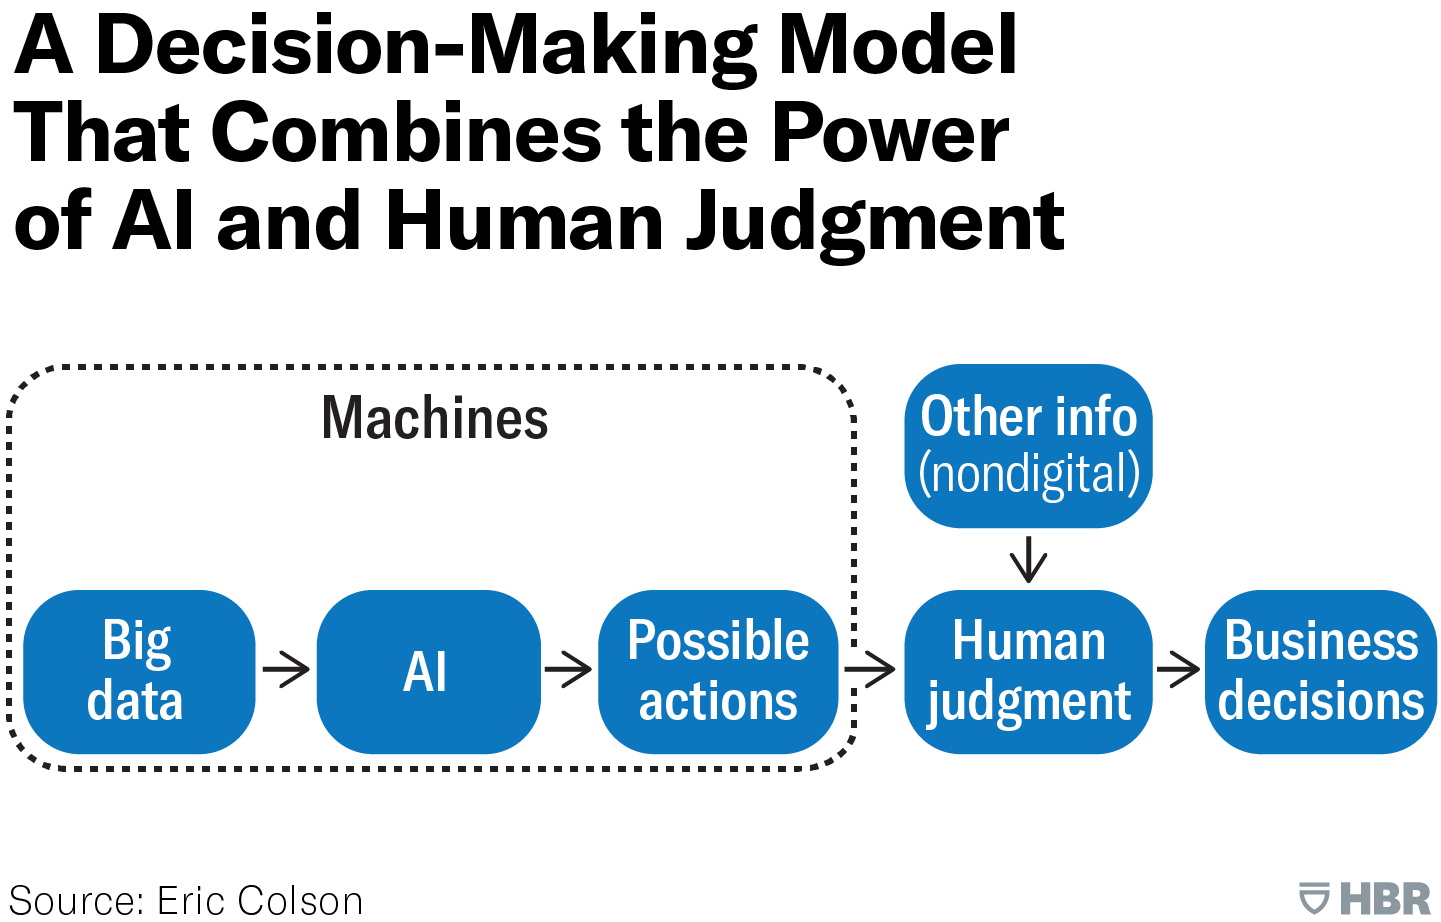 A Decision-Making Model
That Combines the Power
of AI and Human Judgment
Machines
Other info
(nondigital)
Big
data
AI
Possible
actions
Human
judgment
Business
decisions
Source: Eric Colson
HBR